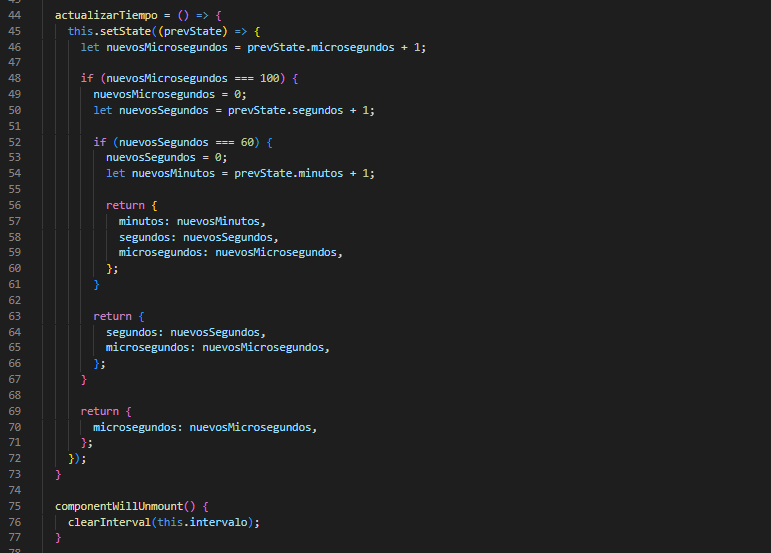 44 actualizarTiempo = () => {
45 this.setState((prevState) => {
46 let nuevosMicrosegundos = prevState.microsegundos + 1;
47
48 if (nuevosMicrosegundos === 100) {
49 nuevosMicrosegundos = 0;
50 let nuevosSegundos = prevState.segundos + 1;
51
52 if (nuevosSegundos === 60) {
53 nuevosSegundos = 0;
54 let nuevosMinutos = prevState.minutos + 1;
55
56 return {
57 minutos: nuevosMinutos,
58 segundos: nuevosSegundos,
59 microsegundos: nuevosMicrosegundos,
60 };
61 }
62
63 return {
64 segundos: nuevosSegundos,
65 microsegundos: nuevosMicrosegundos,
66 };
67 }
68
69 return {
70 microsegundos: nuevosMicrosegundos,
71 };
72 });
73 }
74
75 componentWillUnmount() {
76 clearInterval(this.intervalo);
77 }